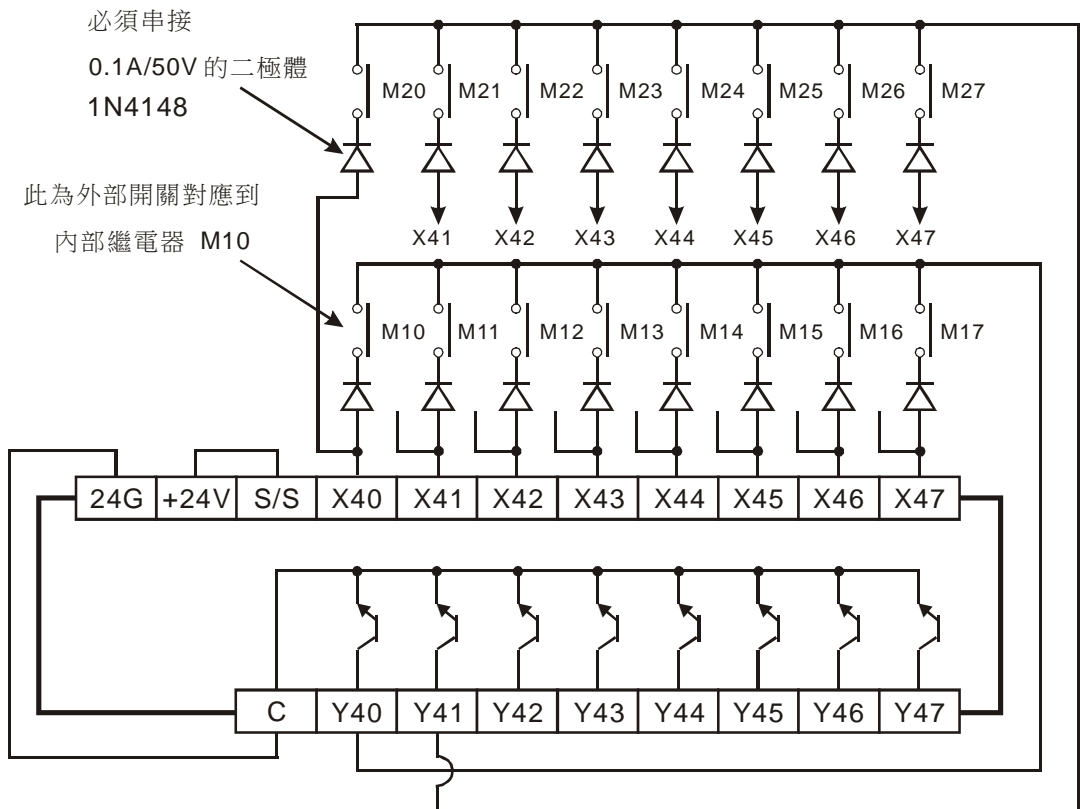 必須串接
0.1A/50V 的二極體
1N4148
M20 M21 M22 M23 M24 M25 M26 M27
此為外部開關對應到
內部繼電器 M10
X41 X42 X43 X44 X45 X46 X47
M10 M11 M12 M13 M14 M15 M16 M17
24G +24V S/S X40 X41 X42 X43 X44 X45 X46 X47
C Y40 Y41 Y42 Y43 Y44 Y45 Y46 Y47